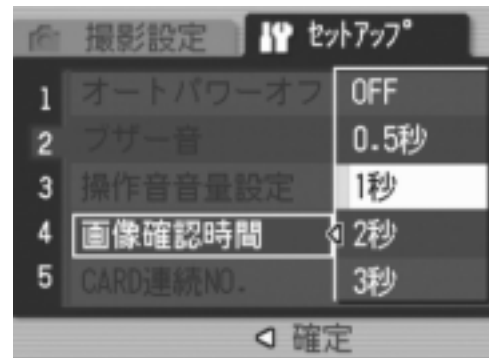 撮影設定 セットアップ
1 オートパワーオフ OFF
2 ブザー音 0.5秒
3 操作音音量設定 1秒
4 画像確認時間 2秒
5 CARD連続NO. 3秒
確定